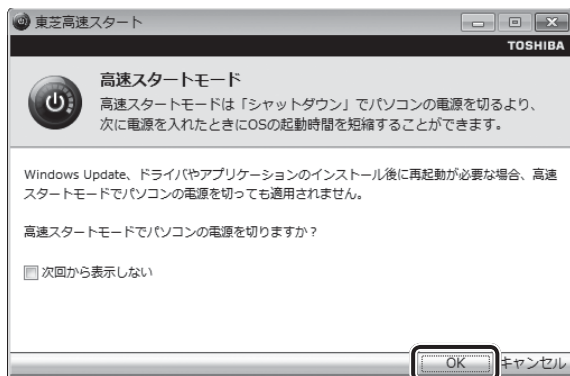 東芝高速スタート
TOSHIBA
高速スタートモード
高速スタートモードは「シャットダウン」でパソコンの電源を切るより、
次に電源を入れたときにOSの起動時間を短縮することができます。
Windows Update、ドライバやアプリケーションのインストール後に再起動が必要な場合、高速
スタートモードでパソコンの電源を切っても適用されません。
高速スタートモードでパソコンの電源を切りますか？
次回から表示しない
OK キャンセル